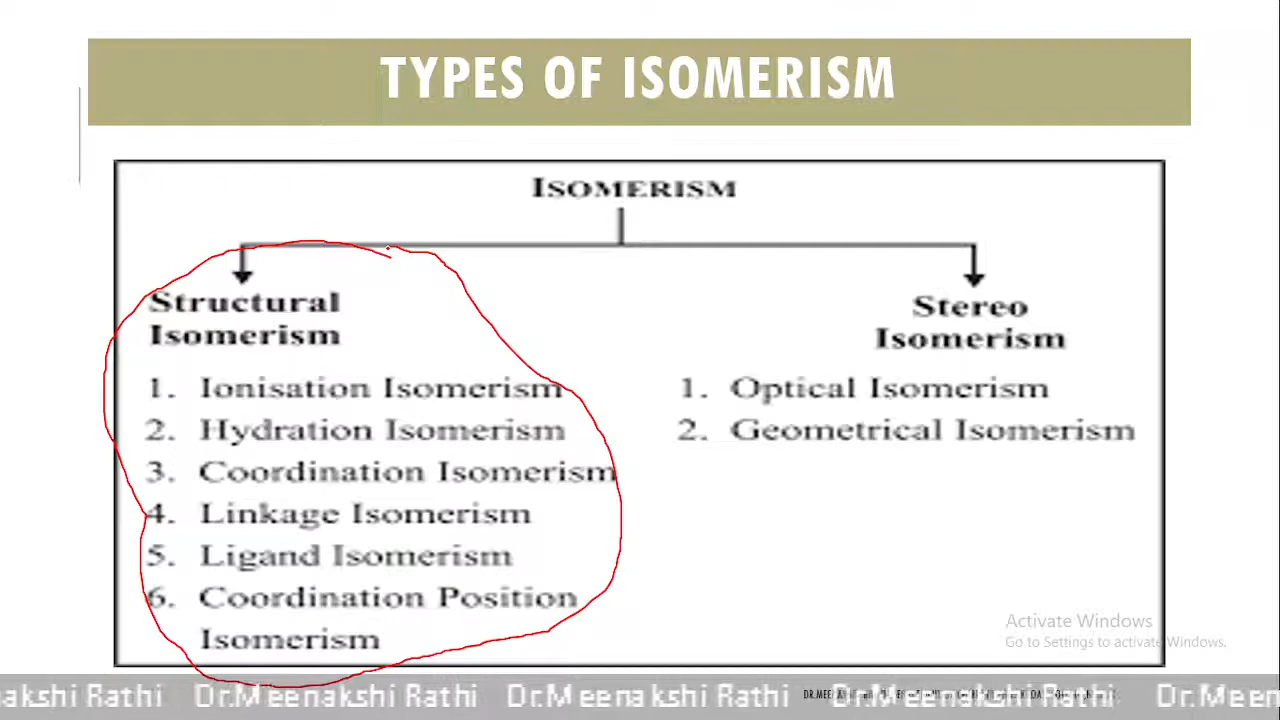 TYPES OF ISOMERISM
ISOMERISM
Structural
Isomerism
1. Ionisation Isomerism
2. Hydration Isomerism
3. Coordination Isomerism
4. Linkage Isomerism
5. Ligand Isomerism
6. Coordination Position
Isomerism
Stereo
Isomerism
1. Optical Isomerism
2. Geometrical Isomerism
Activate Windows
Go to Settings to activate Windows.
akshi Rathi Dr.Meenakshi Rathi Dr.Meenakshi Rathi Dr.Meenakshi Rathi Dr.Meen